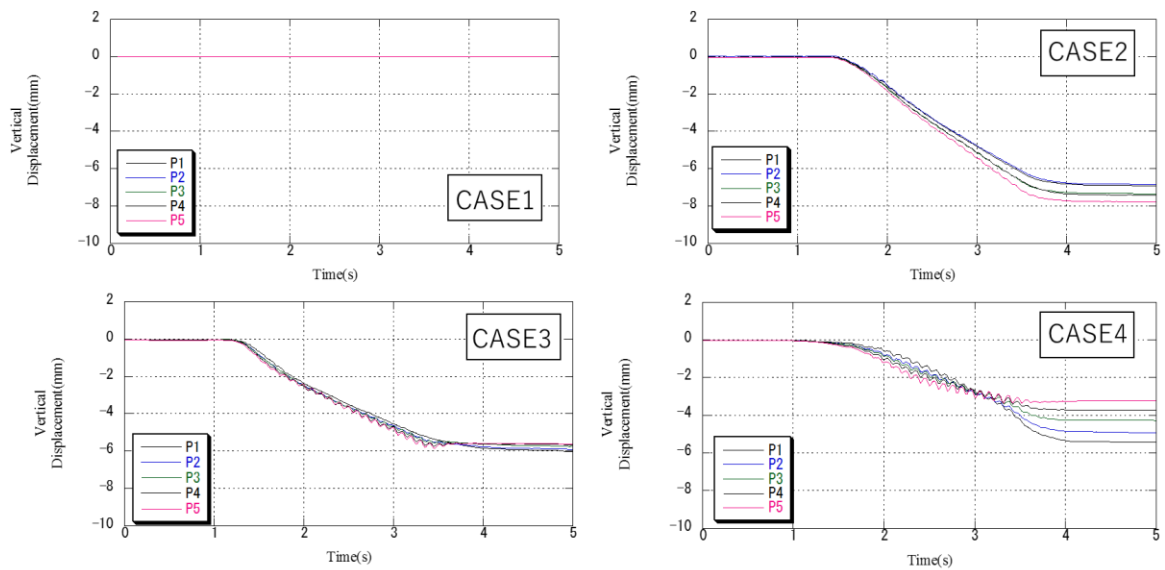 2
0
-2
-4
-6
-8
-10
Vertical
Displacement(mm)
P1
P2
P3
P4
P5
CASE1
0 1 2 3 4 5
Time(s)
2
0
-2
-4
-6
-8
-10
Vertical
Displacement(mm)
P1
P2
P3
P4
P5
CASE2
0 1 2 3 4 5
Time(s)
2
0
-2
-4
-6
-8
-10
Vertical
Displacement(mm)
P1
P2
P3
P4
P5
CASE3
0 1 2 3 4 5
Time(s)
2
0
-2
-4
-6
-8
-10
Vertical
Displacement(mm)
P1
P2
P3
P4
P5
CASE4
0 1 2 3 4 5
Time(s)